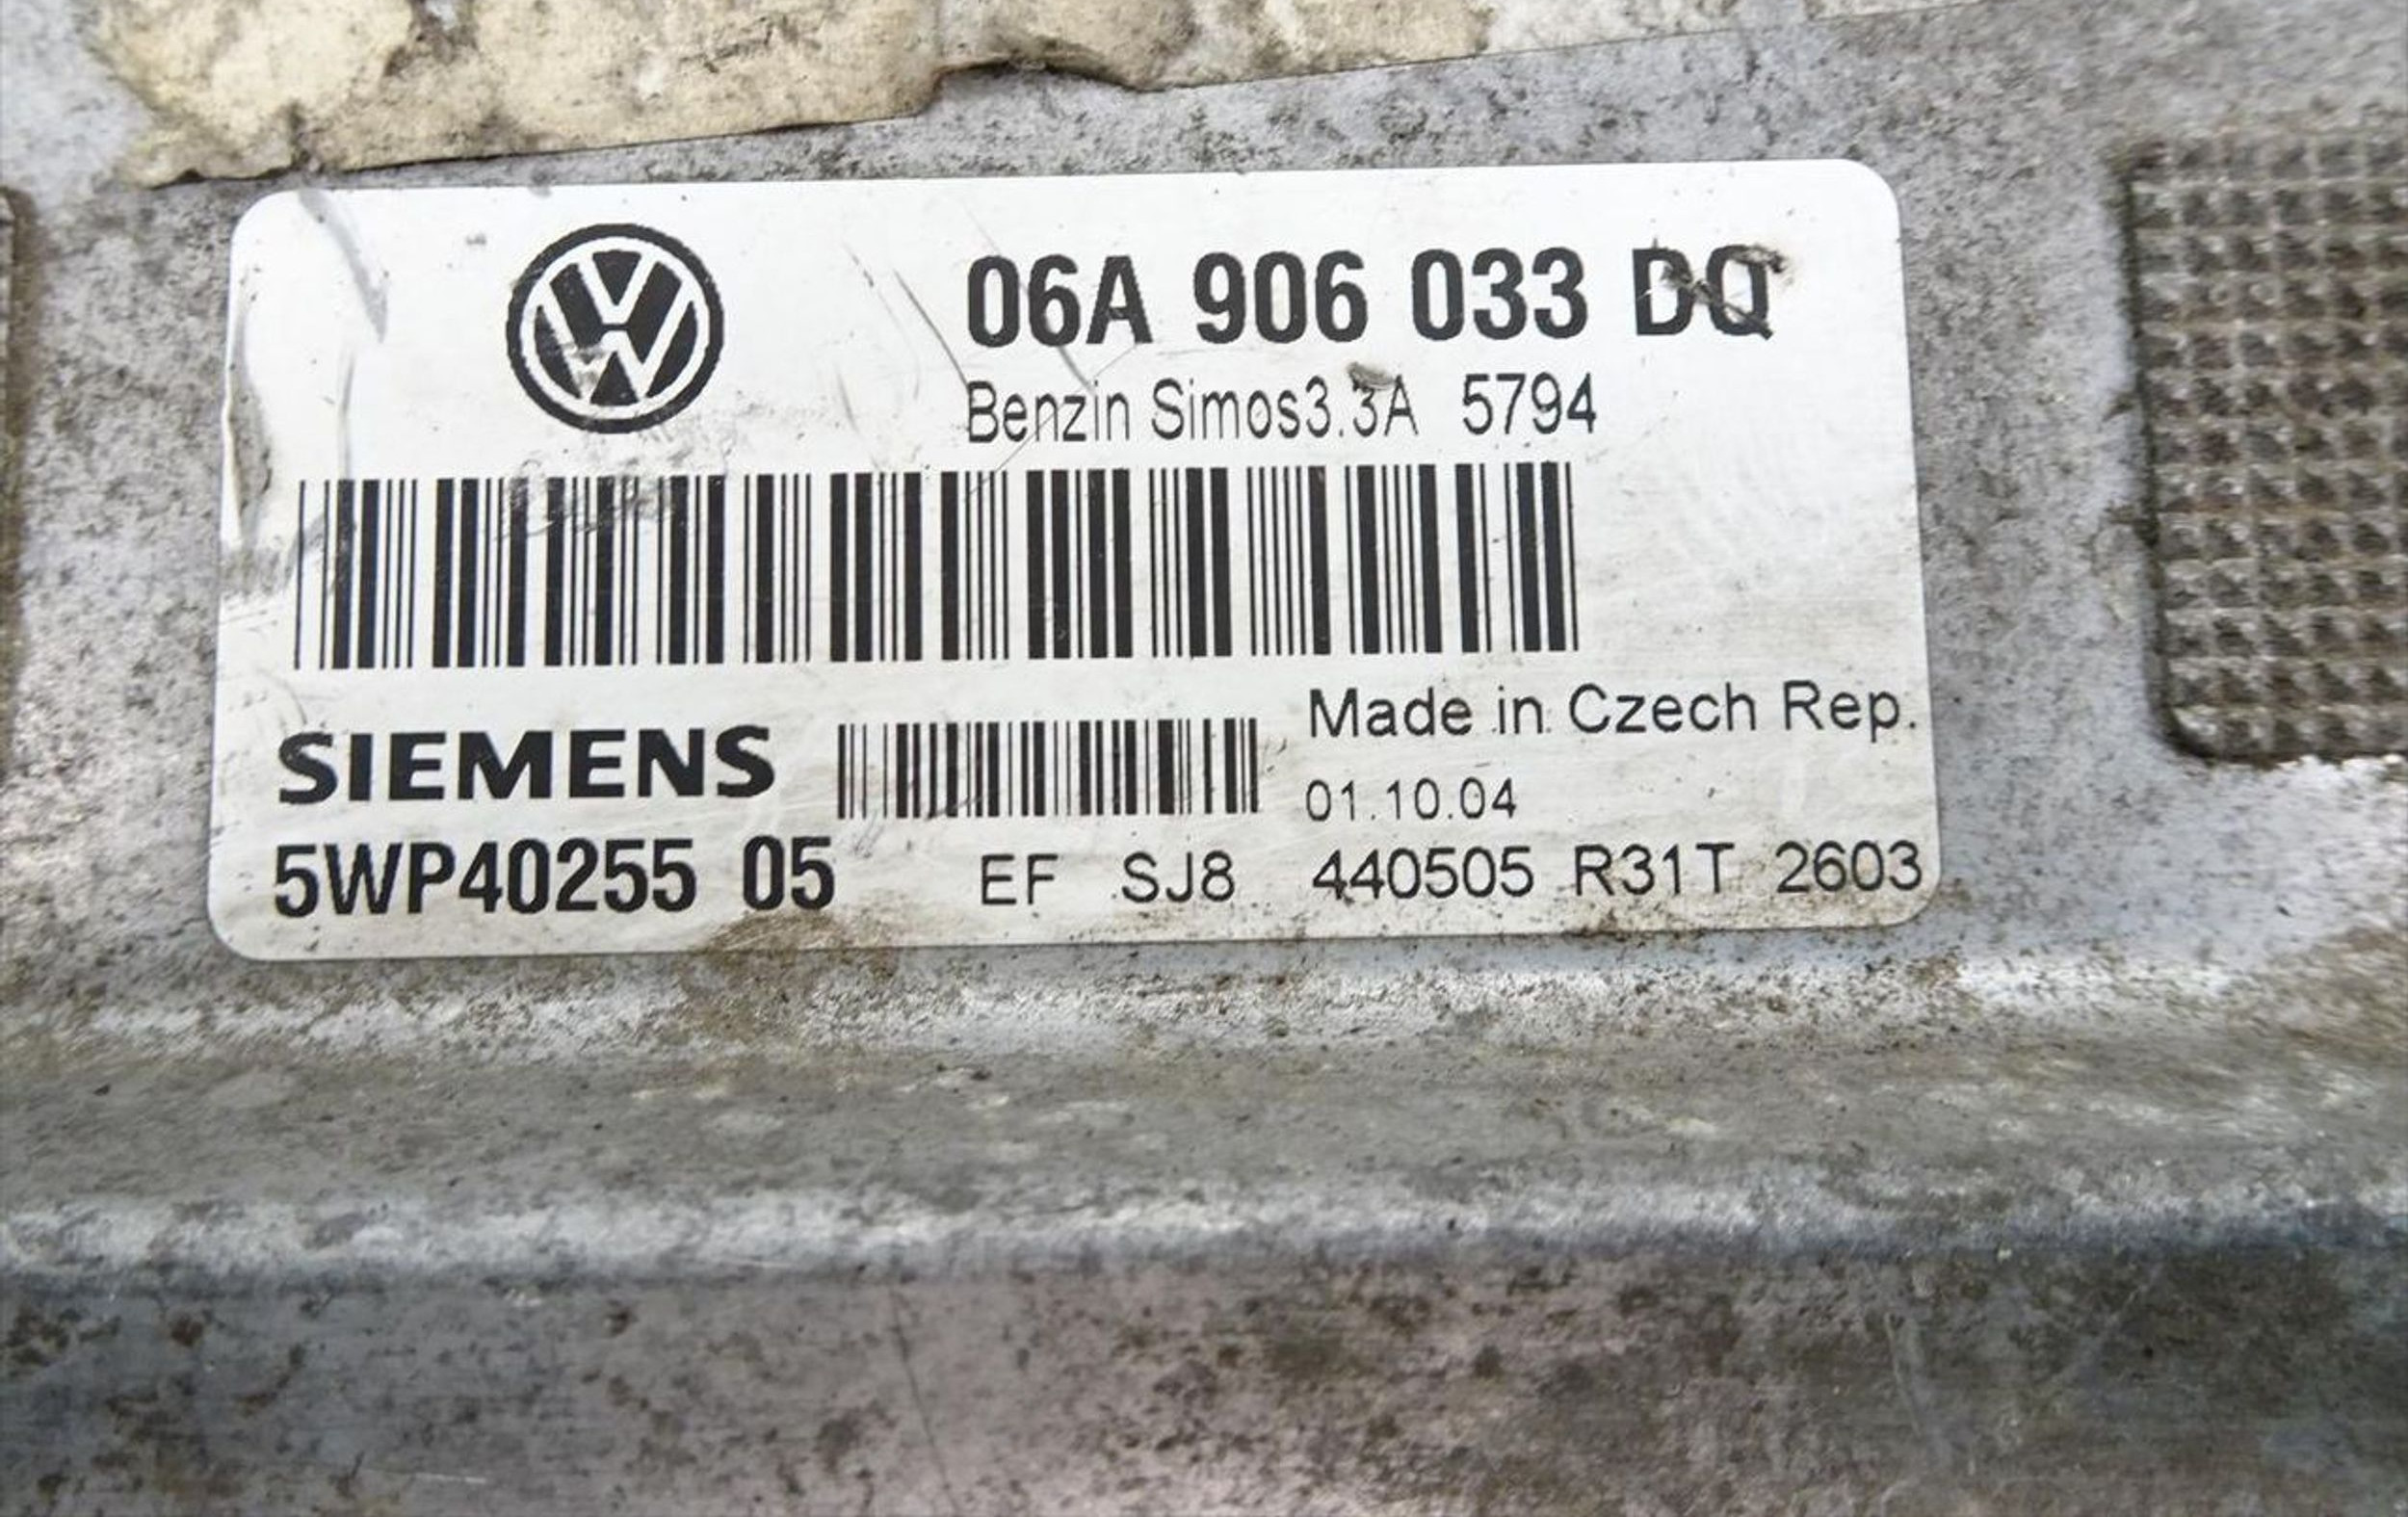 06A 906 033 DQ
Benzin Simos3.3A 5794
Made in Czech Rep.
SIEMENS
01.10.04
5WP40255 05 EF SJ8 440505 R31T 2603